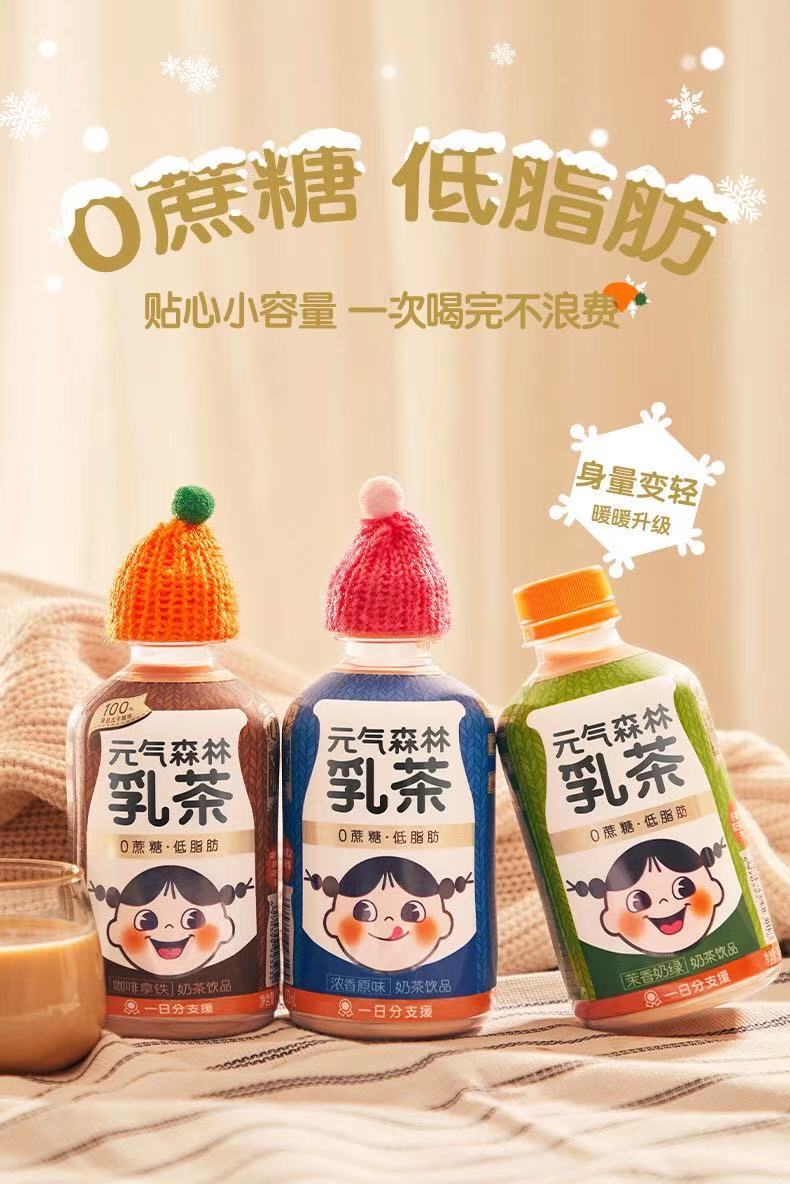 0蔗糖 低脂肪
贴心小容量 一次喝完不浪费
身量变轻
暖暖升级
100%
元气森林
乳茶
0蔗糖·低脂肪
咖啡拿铁 奶茶饮品
一日分支援
元气森林
乳茶
0蔗糖·低脂肪
浓香原味 奶茶饮品
一日分支援
元气森林
乳茶
0蔗糖·低脂肪
茉香奶绿 奶茶饮品
一日分支援